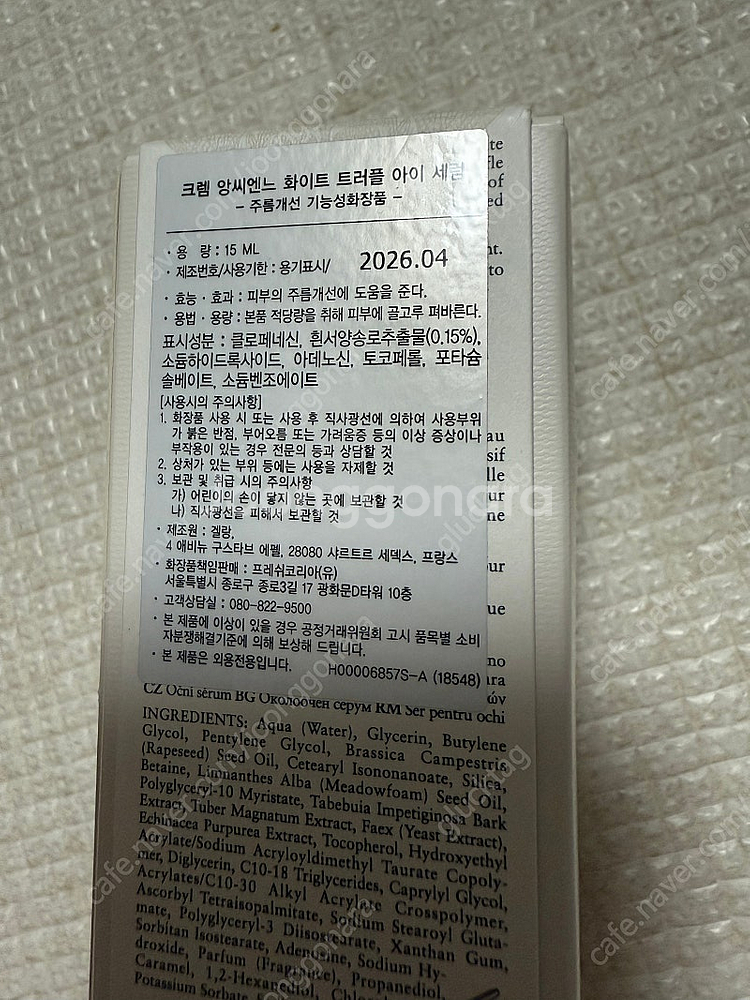 크렘 앙씨엔느 화이트 트러플 아이 세럼
- 주름개선 기능성화장품 -
· 용 량 : 15 ML
· 제조번호/사용기한 : 용기표시/ 2026.04
· 효능 · 효과 : 피부의 주름개선에 도움을 준다.
· 용법 · 용량 : 본품 적당량을 취해 피부에 골고루 펴바른다.
표시성분 : 클로페네신, 흰서양송로추출물(0.15%),
소듐하이드록사이드, 아데노신, 토코페롤, 포타슘
솔베이트, 소듐벤조에이트
[사용시의 주의사항]
1. 화장품 사용 시 또는 사용 후 직사광선에 의하여 사용부위
가 붉은 반점, 부어오름 또는 가려움증 등의 이상 증상이나
부작용이 있는 경우 전문의 등과 상담할 것
2. 상처가 있는 부위 등에는 사용을 자제할 것
3. 보관 및 취급 시의 주의사항
가) 어린이의 손이 닿지 않는 곳에 보관할 것
나) 직사광선을 피해서 보관할 것
· 제조원 : 겔랑,
4 애비뉴 구스타브 에펠, 28080 샤르트르 세덱스, 프랑스
· 화장품책임판매 : 프레쉬코리아(유)
서울특별시 종로구 종로3길 17 광화문D타워 10층
· 고객상담실 : 080-822-9500
· 본 제품에 이상이 있을 경우 공정거래위원회 고시 품목별 소비
자분쟁해결기준에 의해 보상해 드립니다.
· 본 제품은 외용전용입니다. H00006857S-A (18548)
CZ Oční sérum BG Околоочен серум RM Ser pentru ochi
INGREDIENTS: Aqua (Water), Glycerin, Butylene
Glycol, Pentylene Glycol, Brassica Campestris
(Rapeseed) Seed Oil, Cetearyl Isononanoate, Silica,
Betaine, Limnanthes Alba (Meadowfoam) Seed Oil,
Polyglyceryl-10 Myristate, Tabebuia Impetiginosa Bark
Extract, Tuber Magnatum Extract, Faex (Yeast Extract),
Echinacea Purpurea Extract, Tocopherol, Hydroxyethyl
Acrylate/Sodium Acryloyldimethyl Taurate Copoly-
mer, Diglycerin, C10-18 Triglycerides, Caprylyl Glycol,
Acrylates/C10-30 Alkyl Acrylate Crosspolymer,
Ascorbyl Tetraisopalmitate, Sodium Stearoyl Gluta-
mate, Polyglyceryl-3 Diisostearate, Xanthan Gum,
Sorbitan Isostearate, Adenosine, Sodium Hy-
droxide, Parfum (Fragrance), Propanediol,
Caramel, 1,2-Hexanediol,
Potassium Sorbate,